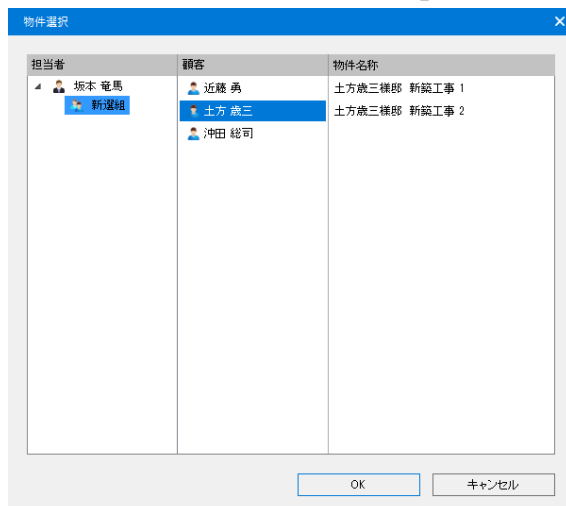 物件選択
担当者 顧客 物件名称
坂本 竜馬 近藤 勇 土方歳三様邸 新築工事 1
新選組 土方 歳三 土方歳三様邸 新築工事 2
沖田 総司
OK キャンセル